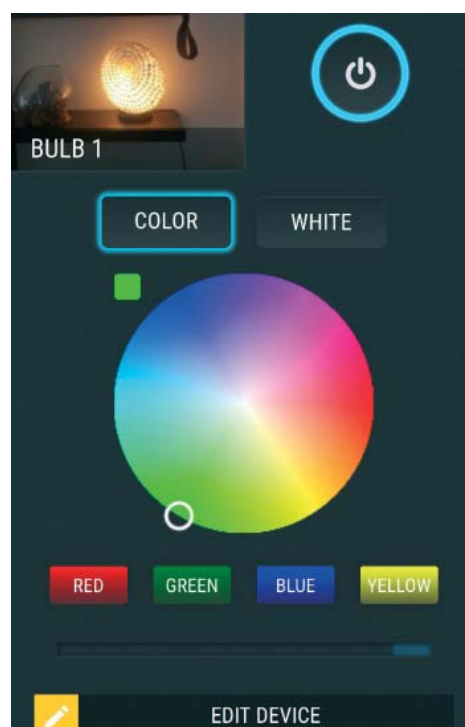 BULB 1
COLOR
WHITE
RED
GREEN
BLUE
YELLOW
EDIT DEVICE